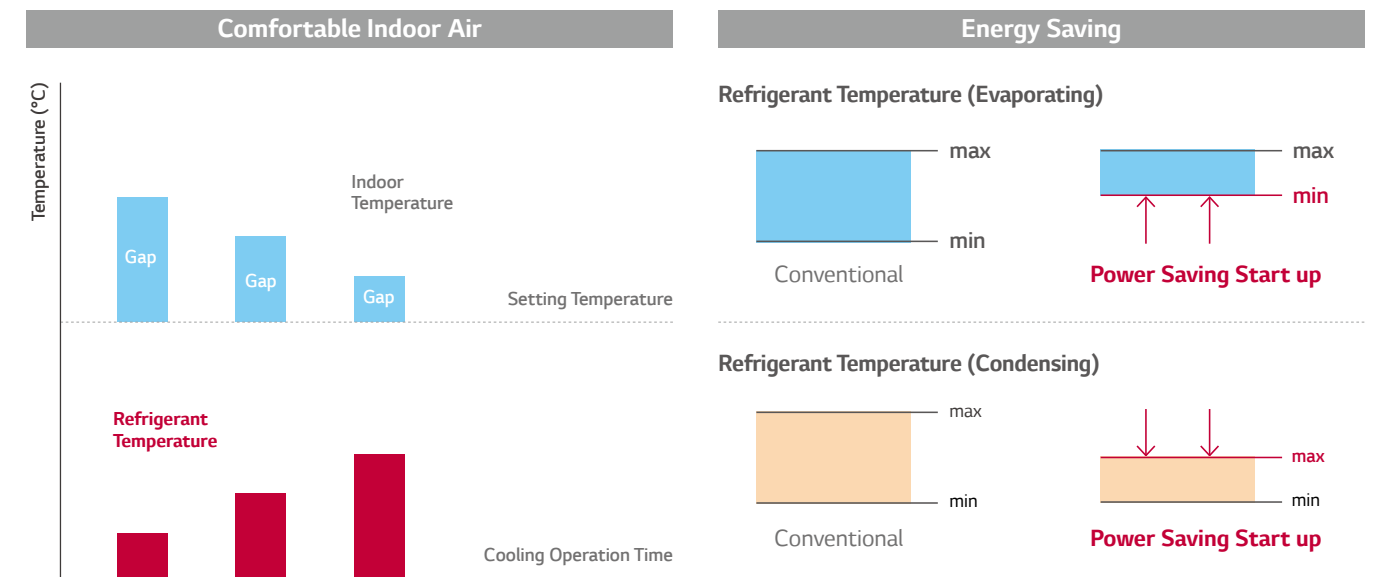 Comfortable Indoor Air
Temperature (°C)
Indoor
Temperature
Gap
Gap
Gap
Setting Temperature
Refrigerant
Temperature
Cooling Operation Time
Energy Saving
Refrigerant Temperature (Evaporating)
max
min
Conventional
max
min
Power Saving Start up
Refrigerant Temperature (Condensing)
max
min
Conventional
max
min
Power Saving Start up